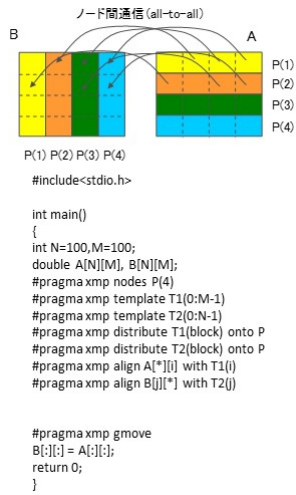 ノード間通信(all-to-all)
B
A
P(1)
P(2)
P(3)
P(4)
P(1) P(2) P(3) P(4)
#include<stdio.h>
int main()
{
int N=100,M=100;
double A[N][M], B[N][M];
#pragma xmp nodes P(4)
#pragma xmp template T1(0:M-1)
#pragma xmp template T2(0:N-1)
#pragma xmp distribute T1(block) onto P
#pragma xmp distribute T2(block) onto P
#pragma xmp align A[*][i] with T1(i)
#pragma xmp align B[j][*] with T2(j)
#pragma xmp gmove
B[:][:] = A[:][:];
return 0;
}